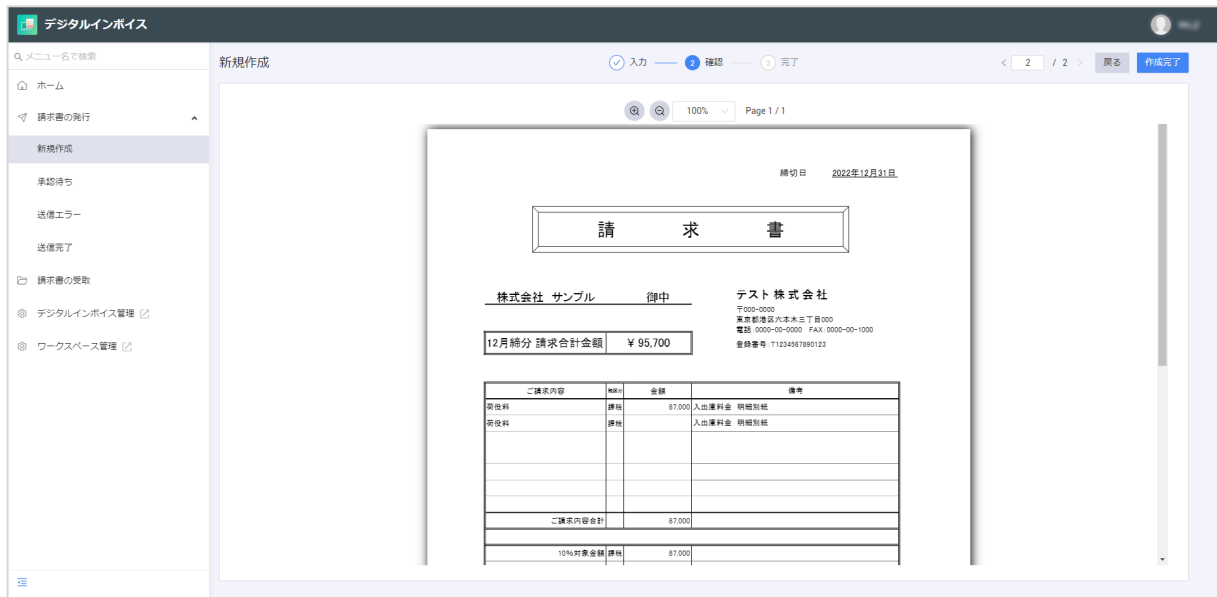 デジタルインボイス
メニュー名で検索
新規作成
入力
2 確認
3 完了
< 2 / 2 >
戻る
作成完了
ホーム
請求書の発行
新規作成
承認待ち
送信エラー
送信完了
請求書の受取
デジタルインボイス管理
ワークスペース管理
100%
Page 1 / 1
締切日 2022年12月31日
請 求 書
株式会社 サンプル 御中
テスト株式会社
〒000-0000
東京都港区六本木三丁目000
電話:0000-00-0000 FAX:0000-00-1000
登録番号:T1234567890123
12月締分 請求合計金額 ¥ 95,700
ご請求内容 税区分 金額 備考
荷役料 課税 87,000 入出庫料金 明細別紙
荷役料 課税 入出庫料金 明細別紙
ご請求内容合計 87,000
10%対象金額 課税 87,000